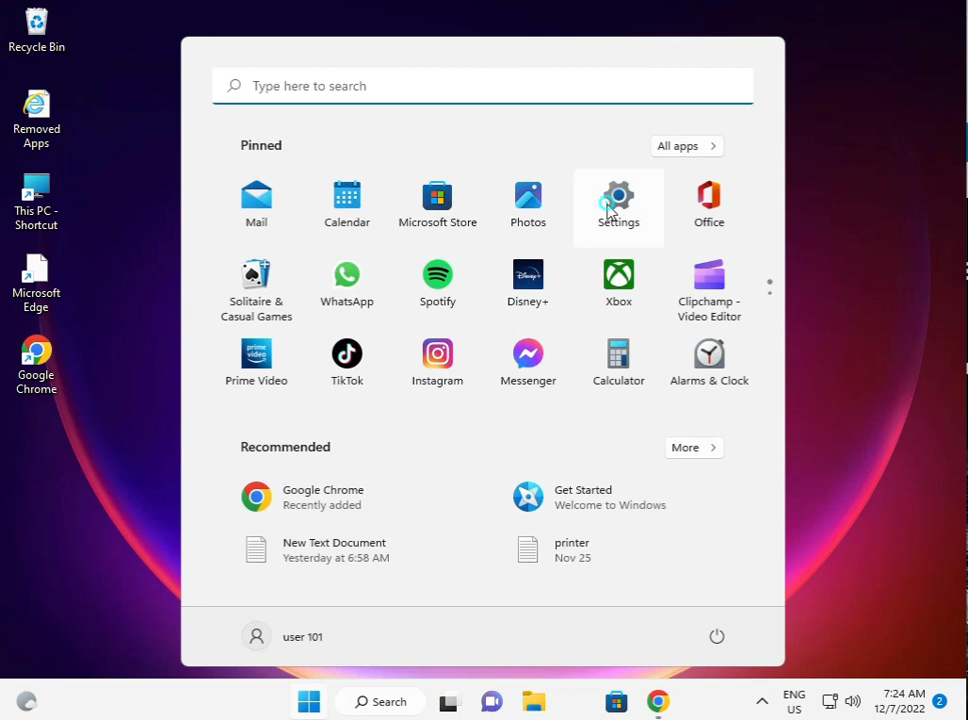 Recycle Bin
Removed
Apps
This PC -
Shortcut
Microsoft
Edge
Google
Chrome
Type here to search
Pinned
All apps
Mail
Calendar
Microsoft Store
Photos
Settings
Office
Solitaire &
Casual Games
WhatsApp
Spotify
Disney+
Xbox
Clipchamp -
Video Editor
prime video
Prime Video
TikTok
Instagram
Messenger
Calculator
Alarms & Clock
Recommended
More
Google Chrome
Recently added
Get Started
Welcome to Windows
New Text Document
Yesterday at 6:58 AM
printer
Nov 25
user 101
Search
ENG
US
7:24 AM
12/7/2022
2